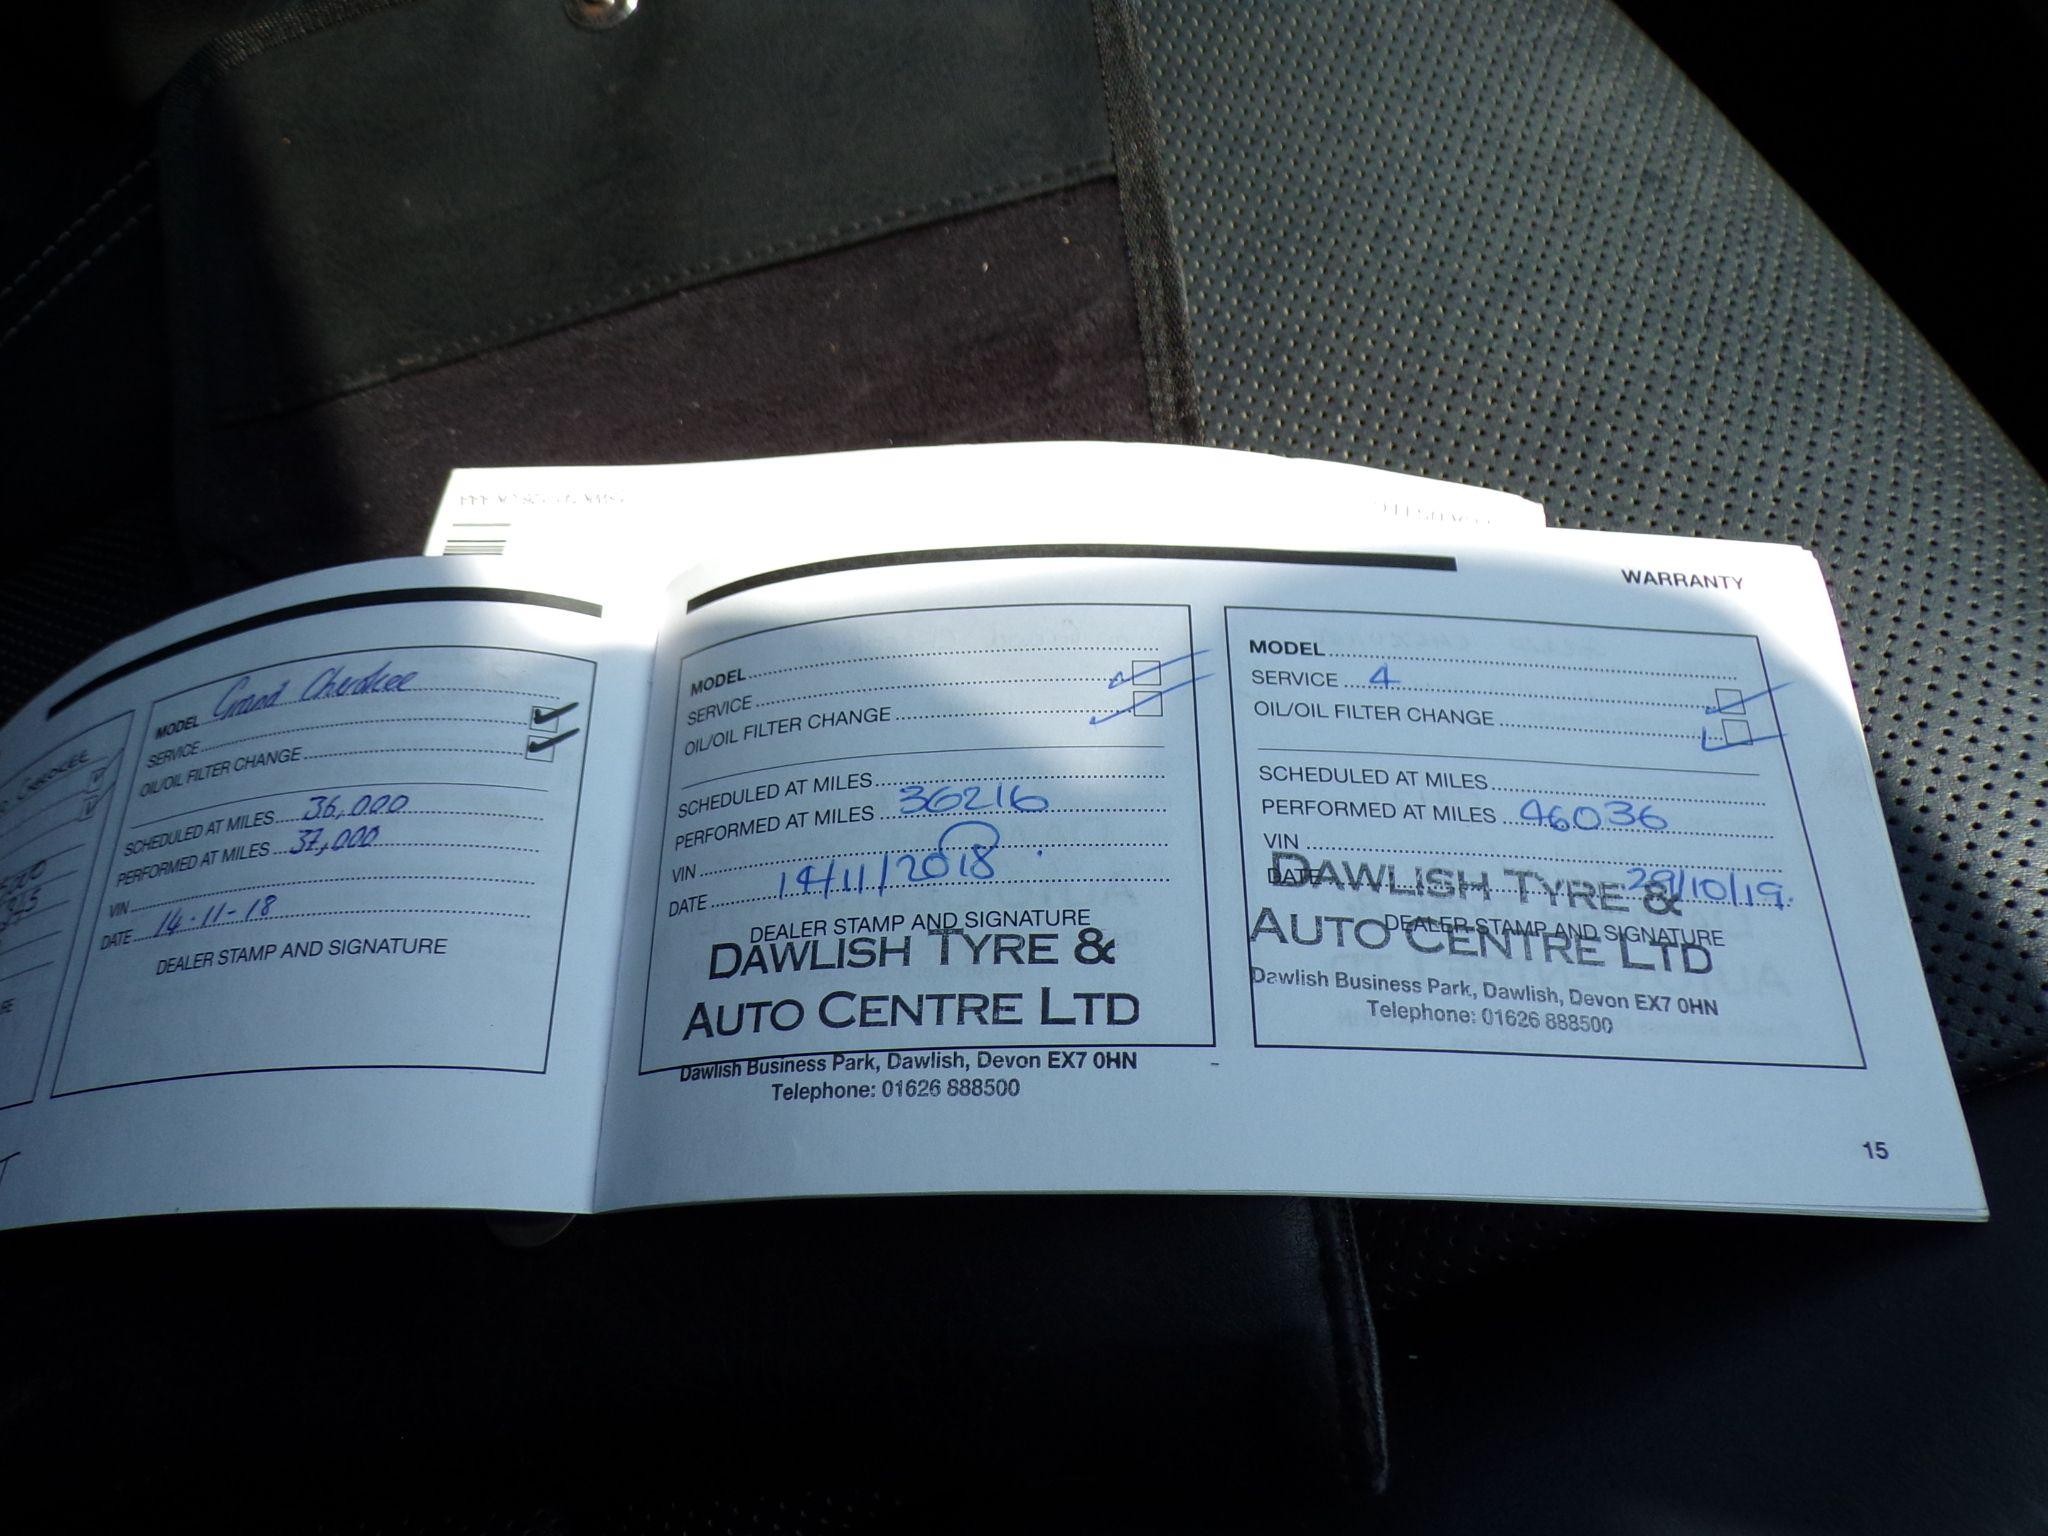 WARRANTY
CHEROKEE
MODEL Grand Cherokee
SERVICE
OIL/OIL FILTER CHANGE
SCHEDULED AT MILES 36,000
PERFORMED AT MILES 37,000
VIN
DATE 14-11-18
DEALER STAMP AND SIGNATURE
MODEL
SERVICE
OIL/OIL FILTER CHANGE
SCHEDULED AT MILES
PERFORMED AT MILES 36216
VIN
DATE 14/11/2018
DEALER STAMP AND SIGNATURE
DAWLISH TYRE &
AUTO CENTRE LTD
Dawlish Business Park, Dawlish, Devon EX7 0HN
Telephone: 01626 888500
MODEL
SERVICE 4
OIL/OIL FILTER CHANGE
SCHEDULED AT MILES
PERFORMED AT MILES 46036
VIN
DATE 29/10/19.
DEALER STAMP AND SIGNATURE
DAWLISH TYRE &
AUTO CENTRE LTD
Dawlish Business Park, Dawlish, Devon EX7 0HN
Telephone: 01626 888500
15